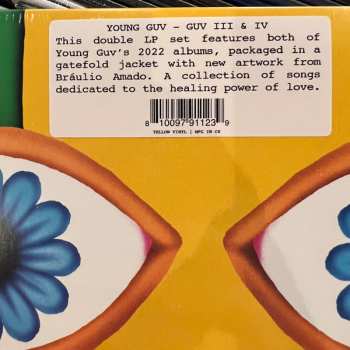 YOUNG GUV – GUV III & IV
This double LP set features both of
Young Guv's 2022 albums, packaged in a
gatefold jacket with new artwork from
Bráulio Amado. A collection of songs
dedicated to the healing power of love.
8 10097 91123 9
YELLOW VINYL | MFG IN CZ